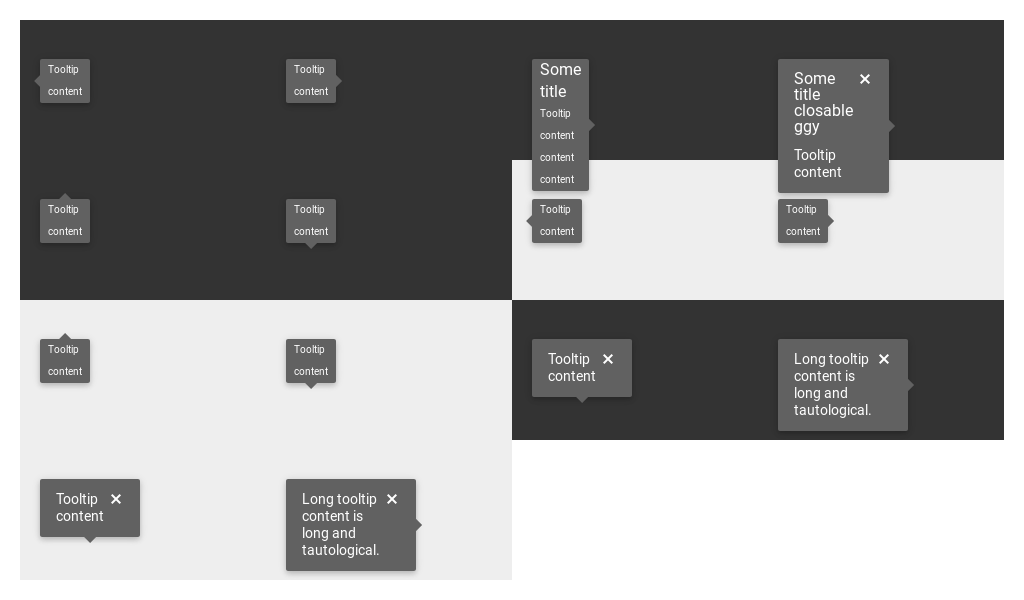 Tooltip
content
Tooltip
content
Some
title
Tooltip
content
content
content
Some
title
closable
ggy
Tooltip
content
Tooltip
content
Tooltip
content
Tooltip
content
Tooltip
content
Tooltip
content
Tooltip
content
Tooltip
content
Long tooltip
content is
long and
tautological.
Tooltip
content
Long tooltip
content is
long and
tautological.